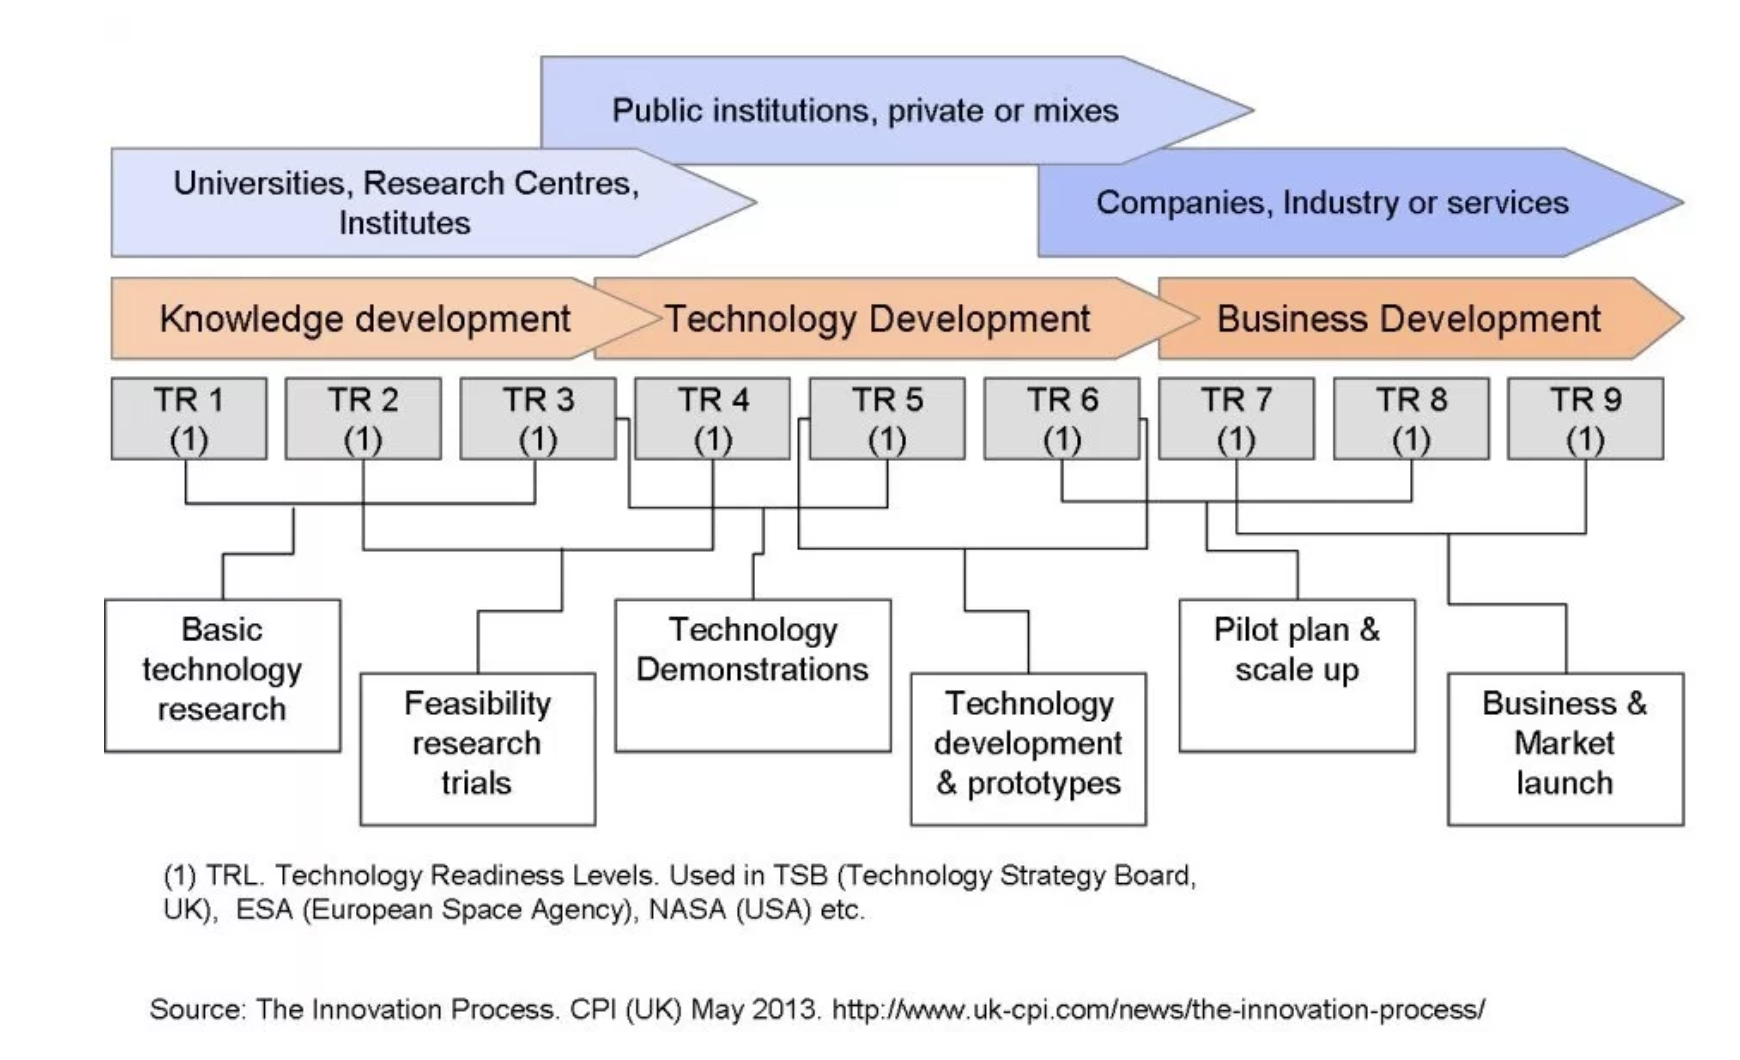 Public institutions, private or mixes
Universities, Research Centres,
Institutes
Companies, Industry or services
Knowledge development
Technology Development
Business Development
TR 1
(1)
TR 2
(1)
TR 3
(1)
TR 4
(1)
TR 5
(1)
TR 6
(1)
TR 7
(1)
TR 8
(1)
TR 9
(1)
Basic
technology
research
Feasibility
research
trials
Technology
Demonstrations
Technology
development
& prototypes
Pilot plan &
scale up
Business &
Market
launch
(1) TRL. Technology Readiness Levels. Used in TSB (Technology Strategy Board,
UK), ESA (European Space Agency), NASA (USA) etc.
Source: The Innovation Process. CPI (UK) May 2013. http://www.uk-cpi.com/news/the-innovation-process/